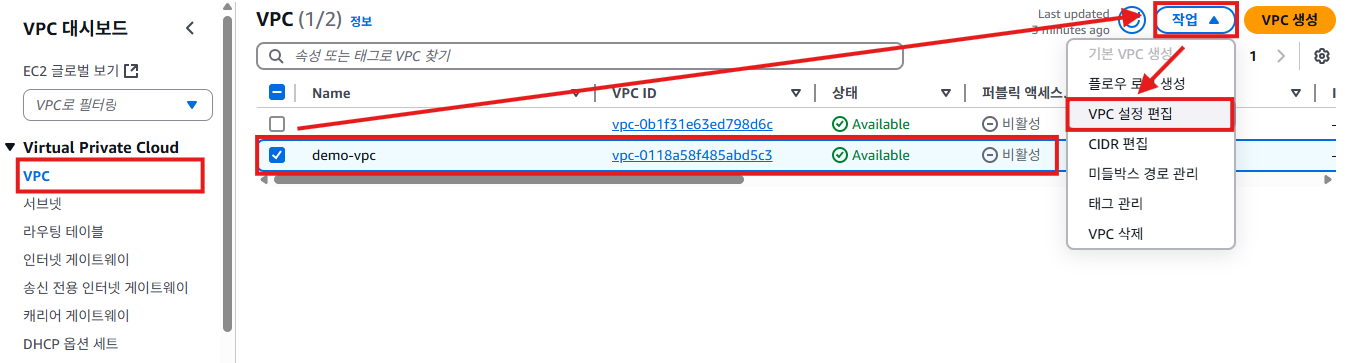 VPC 대시보드
EC2 글로벌 보기
VPC로 필터링
Virtual Private Cloud
VPC
서브넷
라우팅 테이블
인터넷 게이트웨이
송신 전용 인터넷 게이트웨이
캐리어 게이트웨이
DHCP 옵션 세트
VPC (1/2) 정보
Last updated
3 minutes ago
작업
VPC 생성
속성 또는 태그로 VPC 찾기
1
Name VPC ID 상태 퍼블릭 액세스
vpc-0b1f31e63ed798d6c Available 비활성
demo-vpc vpc-0118a58f485abd5c3 Available 비활성
기본 VPC 생성
플로우 로그 생성
VPC 설정 편집
CIDR 편집
미들박스 경로 관리
태그 관리
VPC 삭제